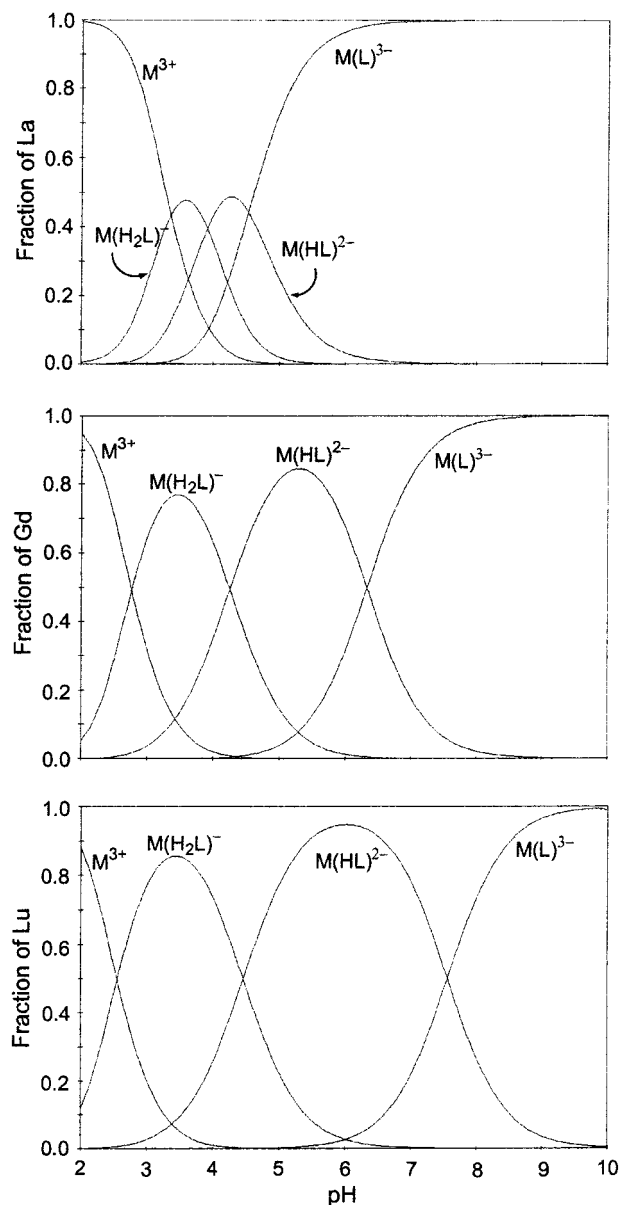 1.0
M³⁺
M(L)³⁻
0.8
0.6
Fraction of La
M(H₂L)⁻
0.4
M(HL)²⁻
0.2
0.0
1.0
M³⁺
M(HL)²⁻
M(L)³⁻
M(H₂L)⁻
0.8
0.6
Fraction of Gd
0.4
0.2
0.0
1.0
M³⁺
M(H₂L)⁻
M(HL)²⁻
M(L)³⁻
0.8
0.6
Fraction of Lu
0.4
0.2
0.0
2 3 4 5 6 7 8 9 10
pH